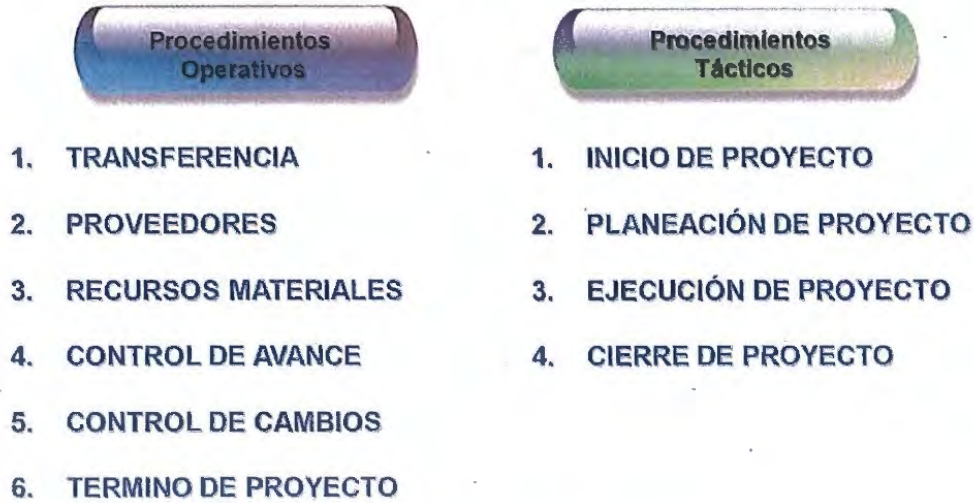 Procedimientos
Operativos
1. TRANSFERENCIA
2. PROVEEDORES
3. RECURSOS MATERIALES
4. CONTROL DE AVANCE
5. CONTROL DE CAMBIOS
6. TERMINO DE PROYECTO
Procedimientos
Tácticos
1. INICIO DE PROYECTO
2. PLANEACIÓN DE PROYECTO
3. EJECUCIÓN DE PROYECTO
4. CIERRE DE PROYECTO